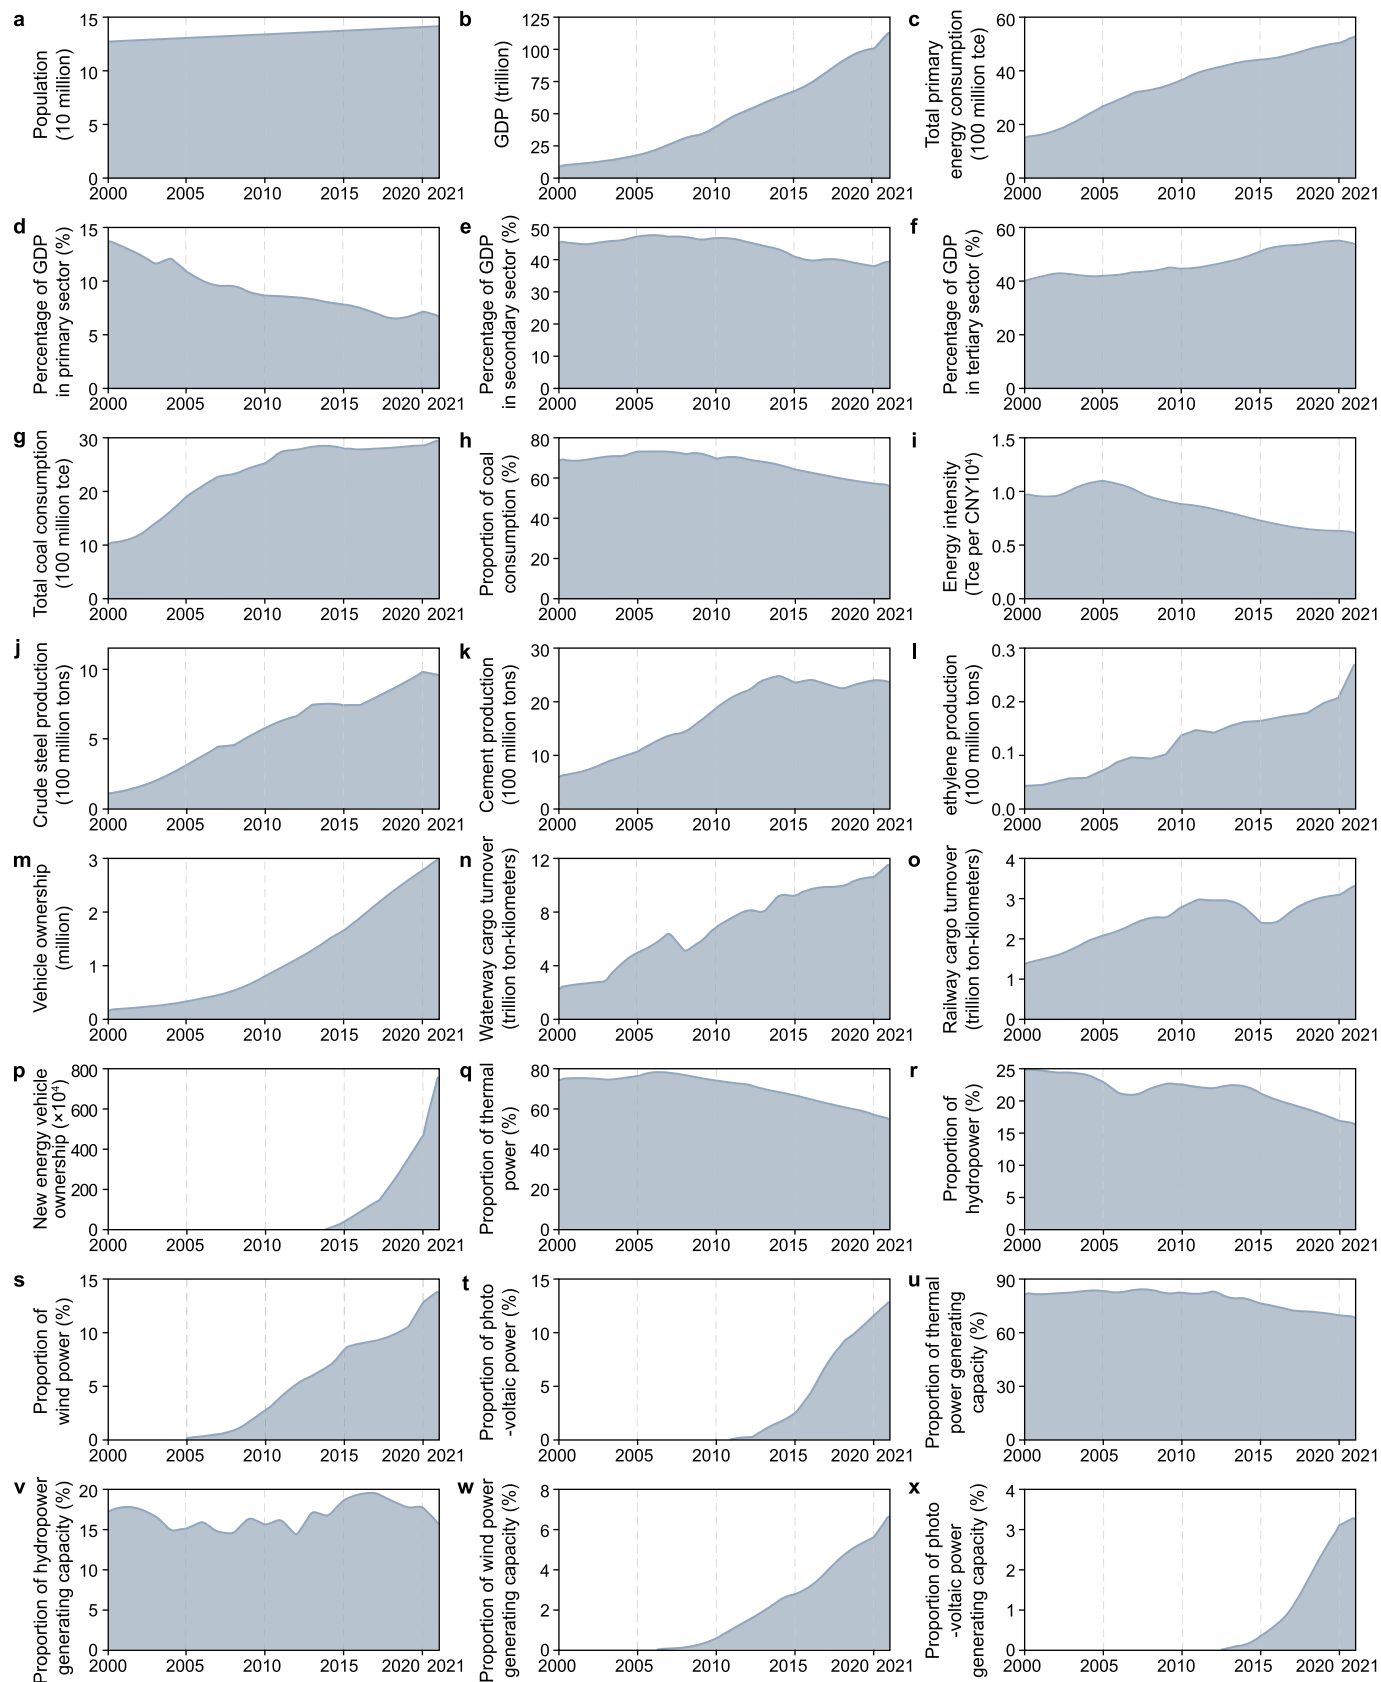 a
Population
(10 million)
15
10
5
0
2000 2005 2010 2015 2020 2021
b
GDP (trillion)
125
100
75
50
25
0
2000 2005 2010 2015 2020 2021
c
Total primary
energy consumption
(100 million tce)
60
40
20
0
2000 2005 2010 2015 2020 2021
d
Percentage of GDP
in primary sector (%)
15
10
5
0
2000 2005 2010 2015 2020 2021
e
Percentage of GDP
in secondary sector (%)
50
40
30
20
10
0
2000 2005 2010 2015 2020 2021
f
Percentage of GDP
in tertiary sector (%)
60
40
20
0
2000 2005 2010 2015 2020 2021
g
Total coal consumption
(100 million tce)
30
20
10
0
2000 2005 2010 2015 2020 2021
h
Proportion of coal
consumption (%)
80
60
40
20
0
2000 2005 2010 2015 2020 2021
i
Energy intensity
(Tce per CNY10⁴)
1.5
1.0
0.5
0.0
2000 2005 2010 2015 2020 2021
j
Crude steel production
(100 million tons)
10
5
0
2000 2005 2010 2015 2020 2021
k
Cement production
(100 million tons)
30
20
10
0
2000 2005 2010 2015 2020 2021
l
ethylene production
(100 million tons)
0.3
0.2
0.1
0.0
2000 2005 2010 2015 2020 2021
m
Vehicle ownership
(million)
3
2
1
0
2000 2005 2010 2015 2020 2021
n
Waterway cargo turnover
(trillion ton-kilometers)
12
8
4
0
2000 2005 2010 2015 2020 2021
o
Railway cargo turnover
(trillion ton-kilometers)
4
3
2
1
0
2000 2005 2010 2015 2020 2021
p
New energy vehicle
ownership (×10⁴)
800
600
400
200
0
2000 2005 2010 2015 2020 2021
q
Proportion of thermal
power (%)
80
60
40
20
0
2000 2005 2010 2015 2020 2021
r
Proportion of
hydropower (%)
25
20
15
10
5
0
2000 2005 2010 2015 2020 2021
s
Proportion of
wind power (%)
15
10
5
0
2000 2005 2010 2015 2020 2021
t
Proportion of photo
-voltaic power (%)
15
10
5
0
2000 2005 2010 2015 2020 2021
u
Proportion of thermal
power generating
capacity (%)
90
60
30
0
2000 2005 2010 2015 2020 2021
v
Proportion of hydropower
generating capacity (%)
20
15
10
5
0
2000 2005 2010 2015 2020 2021
w
Proportion of wind power
generating capacity (%)
8
6
4
2
0
2000 2005 2010 2015 2020 2021
x
Proportion of photo
-voltaic power
generating capacity (%)
4
3
2
1
0
2000 2005 2010 2015 2020 2021